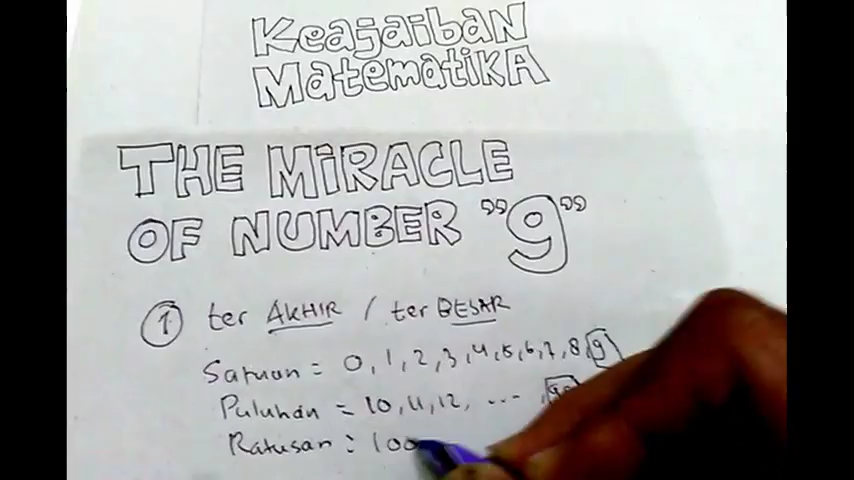 Keajaiban
MatematikA
THE MiRACLE
OF NUMBER "9"
1 ter AKHIR / ter BESAR
Satuan = 0, 1, 2, 3, 4, 5, 6, 7, 8, 9
Puluhan = 10, 11, 12, ... , 99
Ratusan = 100